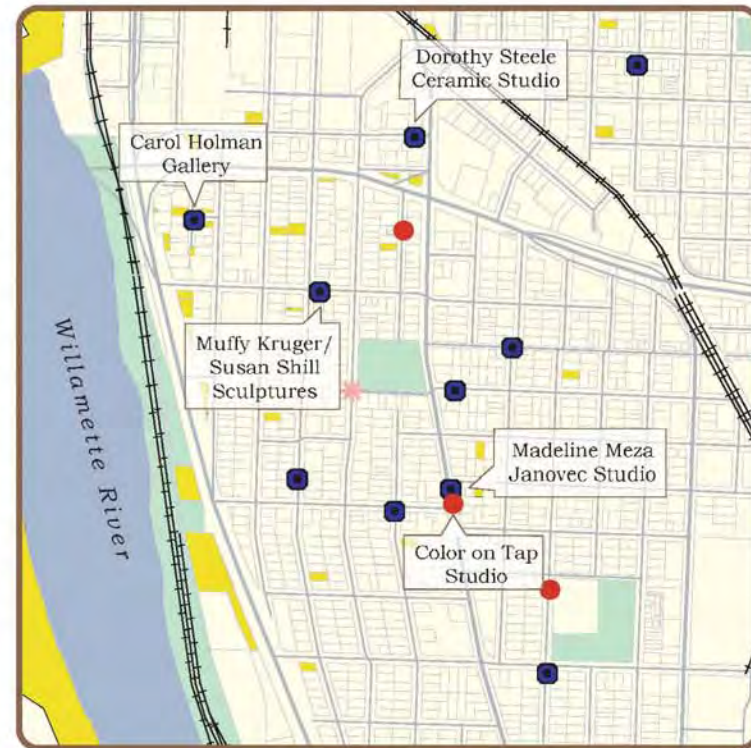 Dorothy Steele
Ceramic Studio
Carol Holman
Gallery
Muffy Kruger/
Susan Shill
Sculptures
Willamette River
Madeline Meza
Janovec Studio
Color on Tap
Studio